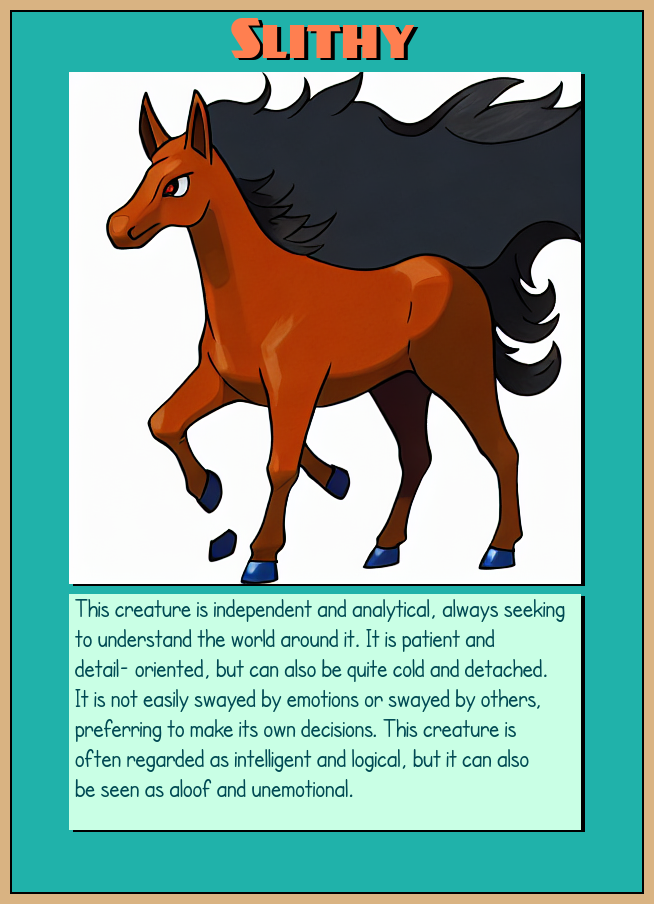 Slithy
This creature is independent and analytical, always seeking
to understand the world around it. It is patient and
detail- oriented, but can also be quite cold and detached.
It is not easily swayed by emotions or swayed by others,
preferring to make its own decisions. This creature is
often regarded as intelligent and logical, but it can also
be seen as aloof and unemotional.